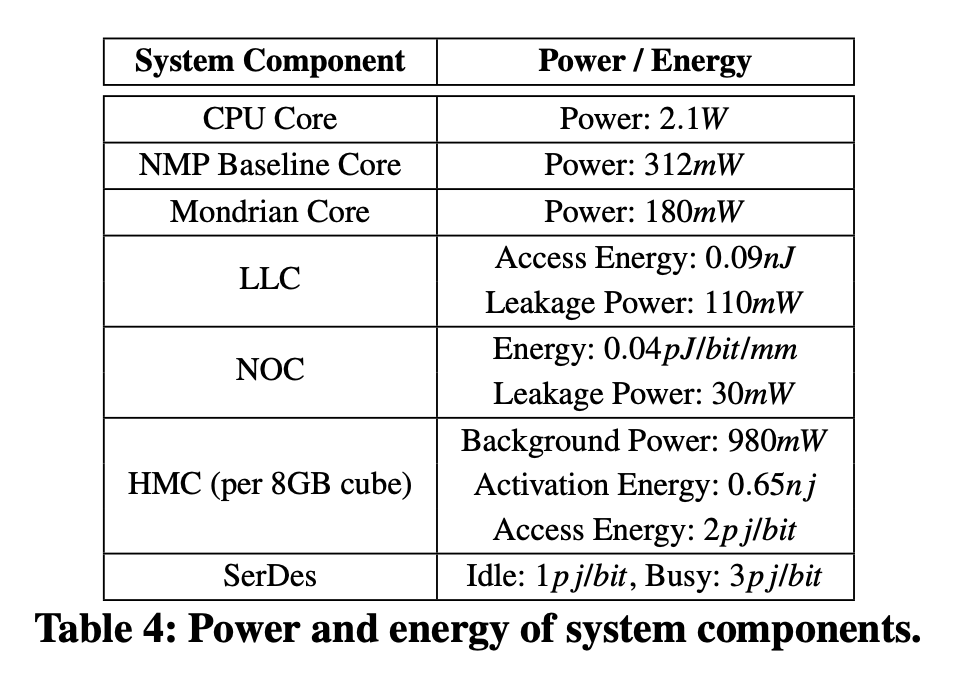 System Component Power / Energy
CPU Core Power: 2.1W
NMP Baseline Core Power: 312mW
Mondrian Core Power: 180mW
LLC Access Energy: 0.09nJ
Leakage Power: 110mW
NOC Energy: 0.04pJ/bit/mm
Leakage Power: 30mW
HMC (per 8GB cube) Background Power: 980mW
Activation Energy: 0.65nj
Access Energy: 2pj/bit
SerDes Idle: 1pj/bit, Busy: 3pj/bit
Table 4: Power and energy of system components.